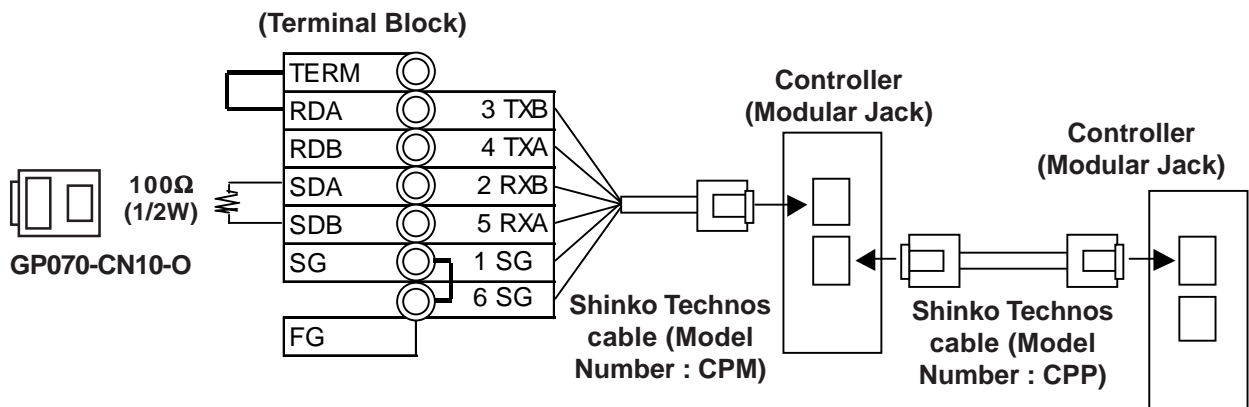 (Terminal Block)
TERM
RDA 3 TXB
RDB 4 TXA
SDA 2 RXB
SDB 5 RXA
SG 1 SG
6 SG
FG
100Ω
(1/2W)
GP070-CN10-O
Controller
(Modular Jack)
Shinko Technos
cable (Model
Number : CPM)
Controller
(Modular Jack)
Shinko Technos
cable (Model
Number : CPP)